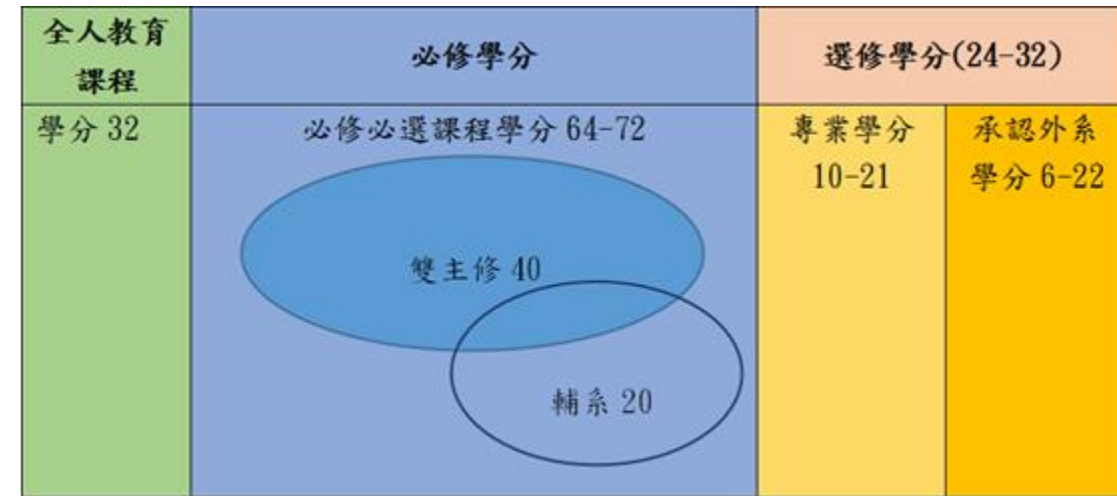 全人教育
課程
必修學分
選修學分(24-32)
學分 32
必修必選課程學分 64-72
專業學分
10-21
承認外系
學分 6-22
雙主修 40
輔系 20